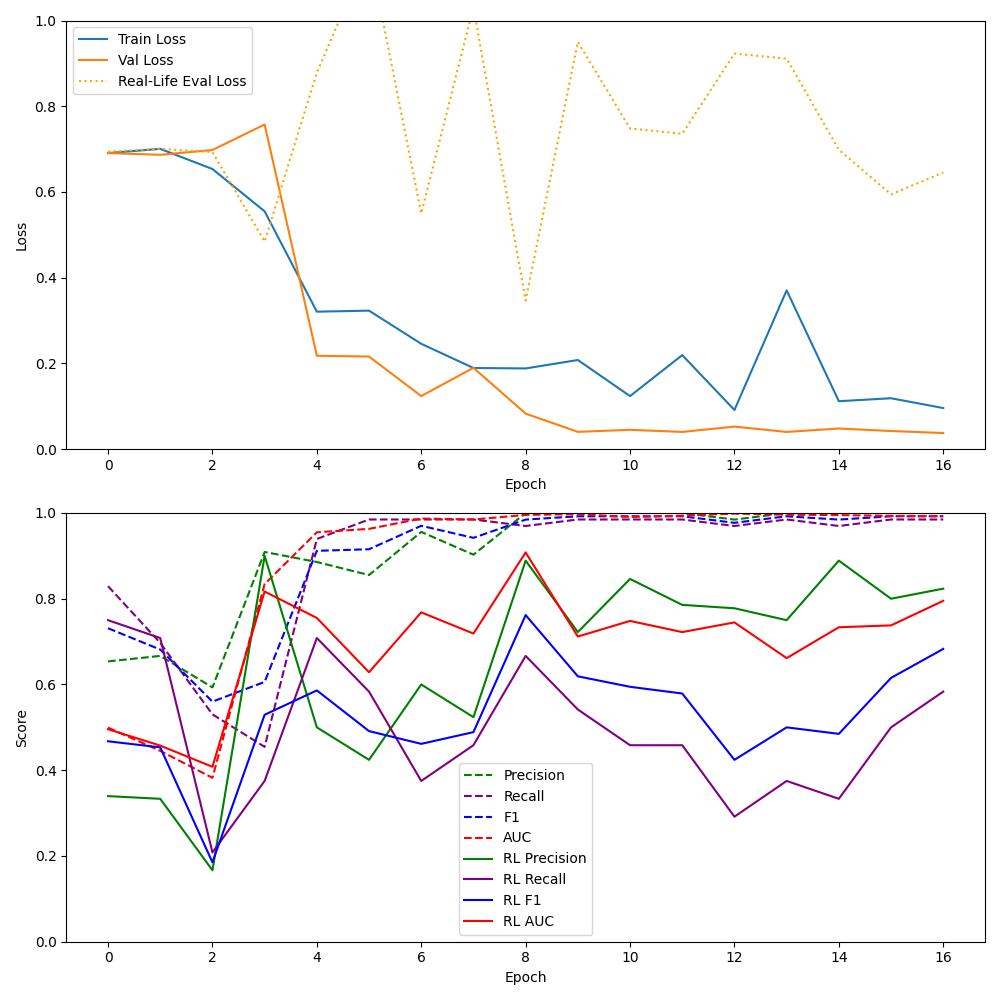 1.0
0.8
0.6
0.4
0.2
0.0
Loss
Train Loss
Val Loss
Real-Life Eval Loss
0 2 4 6 8 10 12 14 16
Epoch
1.0
0.8
0.6
0.4
0.2
0.0
Score
Precision
Recall
F1
AUC
RL Precision
RL Recall
RL F1
RL AUC
0 2 4 6 8 10 12 14 16
Epoch